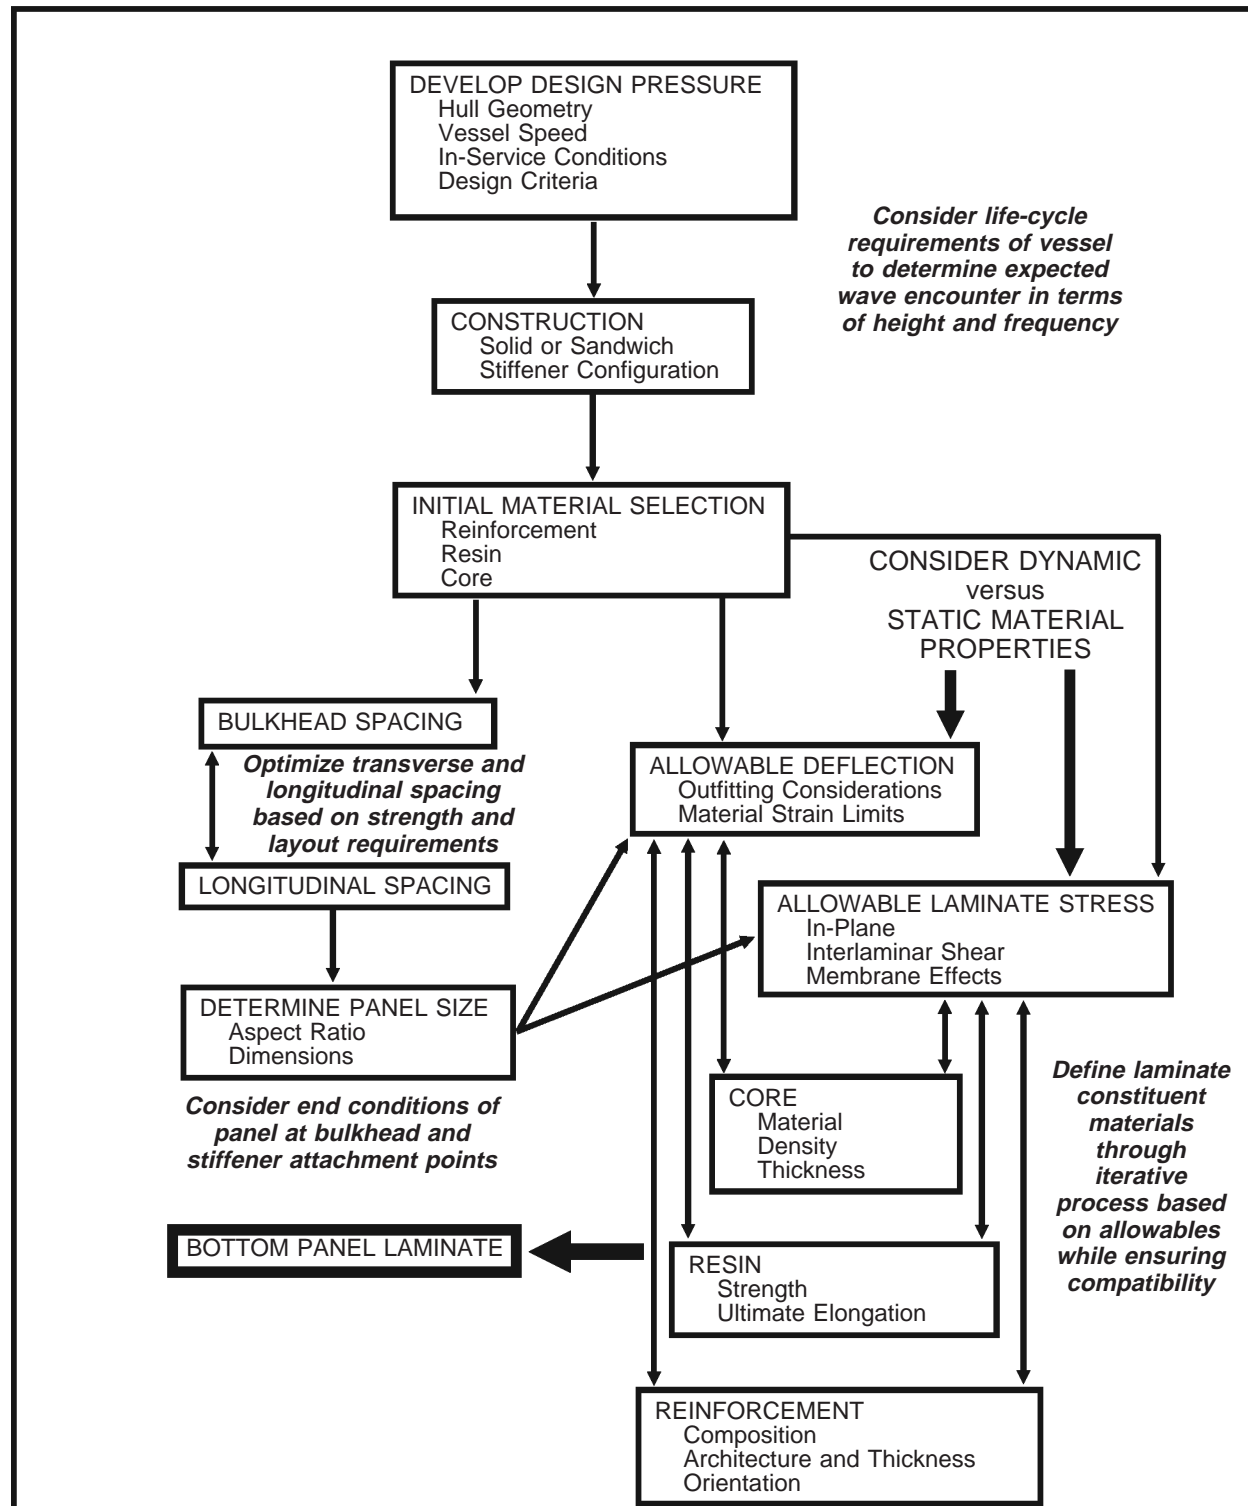 DEVELOP DESIGN PRESSURE
Hull Geometry
Vessel Speed
In-Service Conditions
Design Criteria
Consider life-cycle
requirements of vessel
to determine expected
wave encounter in terms
of height and frequency
CONSTRUCTION
Solid or Sandwich
Stiffener Configuration
INITIAL MATERIAL SELECTION
Reinforcement
Resin
Core
CONSIDER DYNAMIC
versus
STATIC MATERIAL
PROPERTIES
BULKHEAD SPACING
Optimize transverse and
longitudinal spacing
based on strength and
layout requirements
LONGITUDINAL SPACING
ALLOWABLE DEFLECTION
Outfitting Considerations
Material Strain Limits
ALLOWABLE LAMINATE STRESS
In-Plane
Interlaminar Shear
Membrane Effects
DETERMINE PANEL SIZE
Aspect Ratio
Dimensions
Consider end conditions of
panel at bulkhead and
stiffener attachment points
CORE
Material
Density
Thickness
Define laminate
constituent
materials
through
iterative
process based
on allowables
while ensuring
compatibility
BOTTOM PANEL LAMINATE
RESIN
Strength
Ultimate Elongation
REINFORCEMENT
Composition
Architecture and Thickness
Orientation